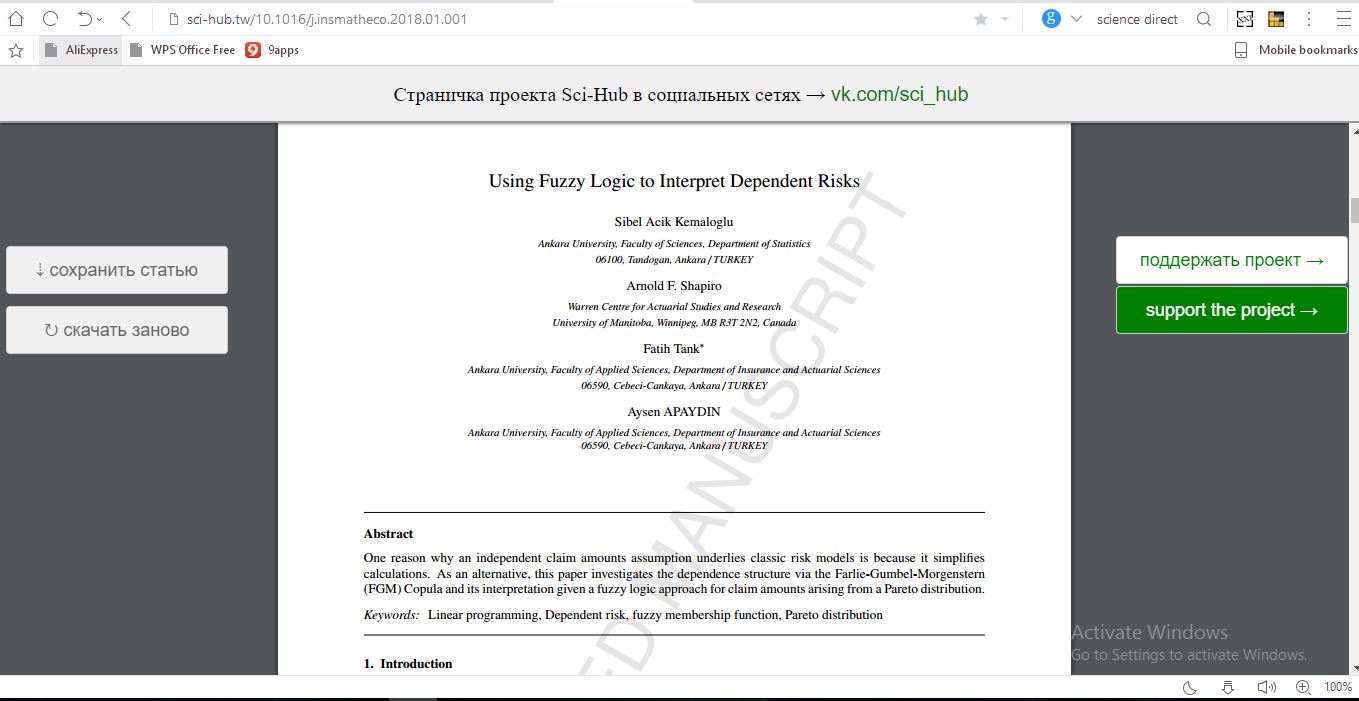 sci-hub.tw/10.1016/j.insmatheco.2018.01.001
science direct
AliExpress
WPS Office Free
9apps
Mobile bookmarks
Страничка проекта Sci-Hub в социальных сетях → vk.com/sci_hub
⇣ сохранить статью
↻ скачать заново
поддержать проект →
support the project →
Using Fuzzy Logic to Interpret Dependent Risks
Sibel Acik Kemaloglu
Ankara University, Faculty of Sciences, Department of Statistics
06100, Tandogan, Ankara / TURKEY
Arnold F. Shapiro
Warren Centre for Actuarial Studies and Research
University of Manitoba, Winnipeg, MB R3T 2N2, Canada
Fatih Tank*
Ankara University, Faculty of Applied Sciences, Department of Insurance and Actuarial Sciences
06590, Cebeci-Cankaya, Ankara / TURKEY
Aysen APAYDIN
Ankara University, Faculty of Applied Sciences, Department of Insurance and Actuarial Sciences
06590, Cebeci-Cankaya, Ankara / TURKEY
Abstract
One reason why an independent claim amounts assumption underlies classic risk models is because it simplifies
calculations. As an alternative, this paper investigates the dependence structure via the Farlie-Gumbel-Morgenstern
(FGM) Copula and its interpretation given a fuzzy logic approach for claim amounts arising from a Pareto distribution.
Keywords: Linear programming, Dependent risk, fuzzy membership function, Pareto distribution
1. Introduction
ED MANUSCRIPT
Activate Windows
Go to Settings to activate Windows.
100%